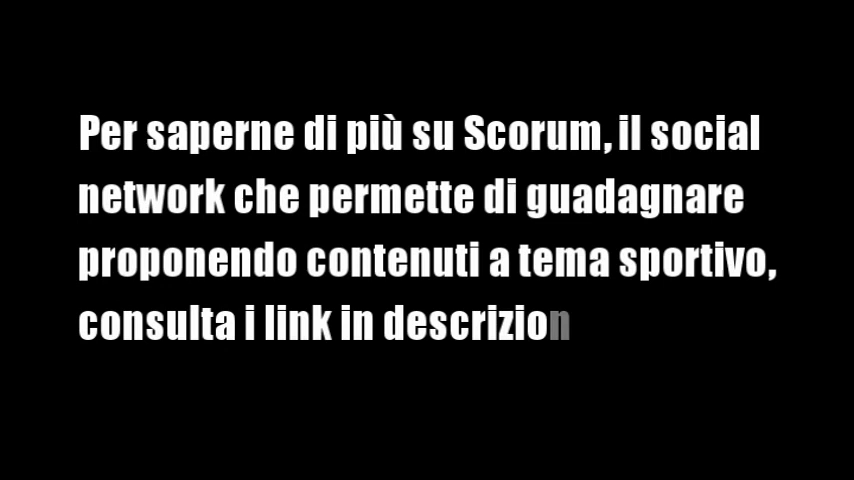 Per saperne di più su Scorum, il social
network che permette di guadagnare
proponendo contenuti a tema sportivo,
consulta i link in descrizion